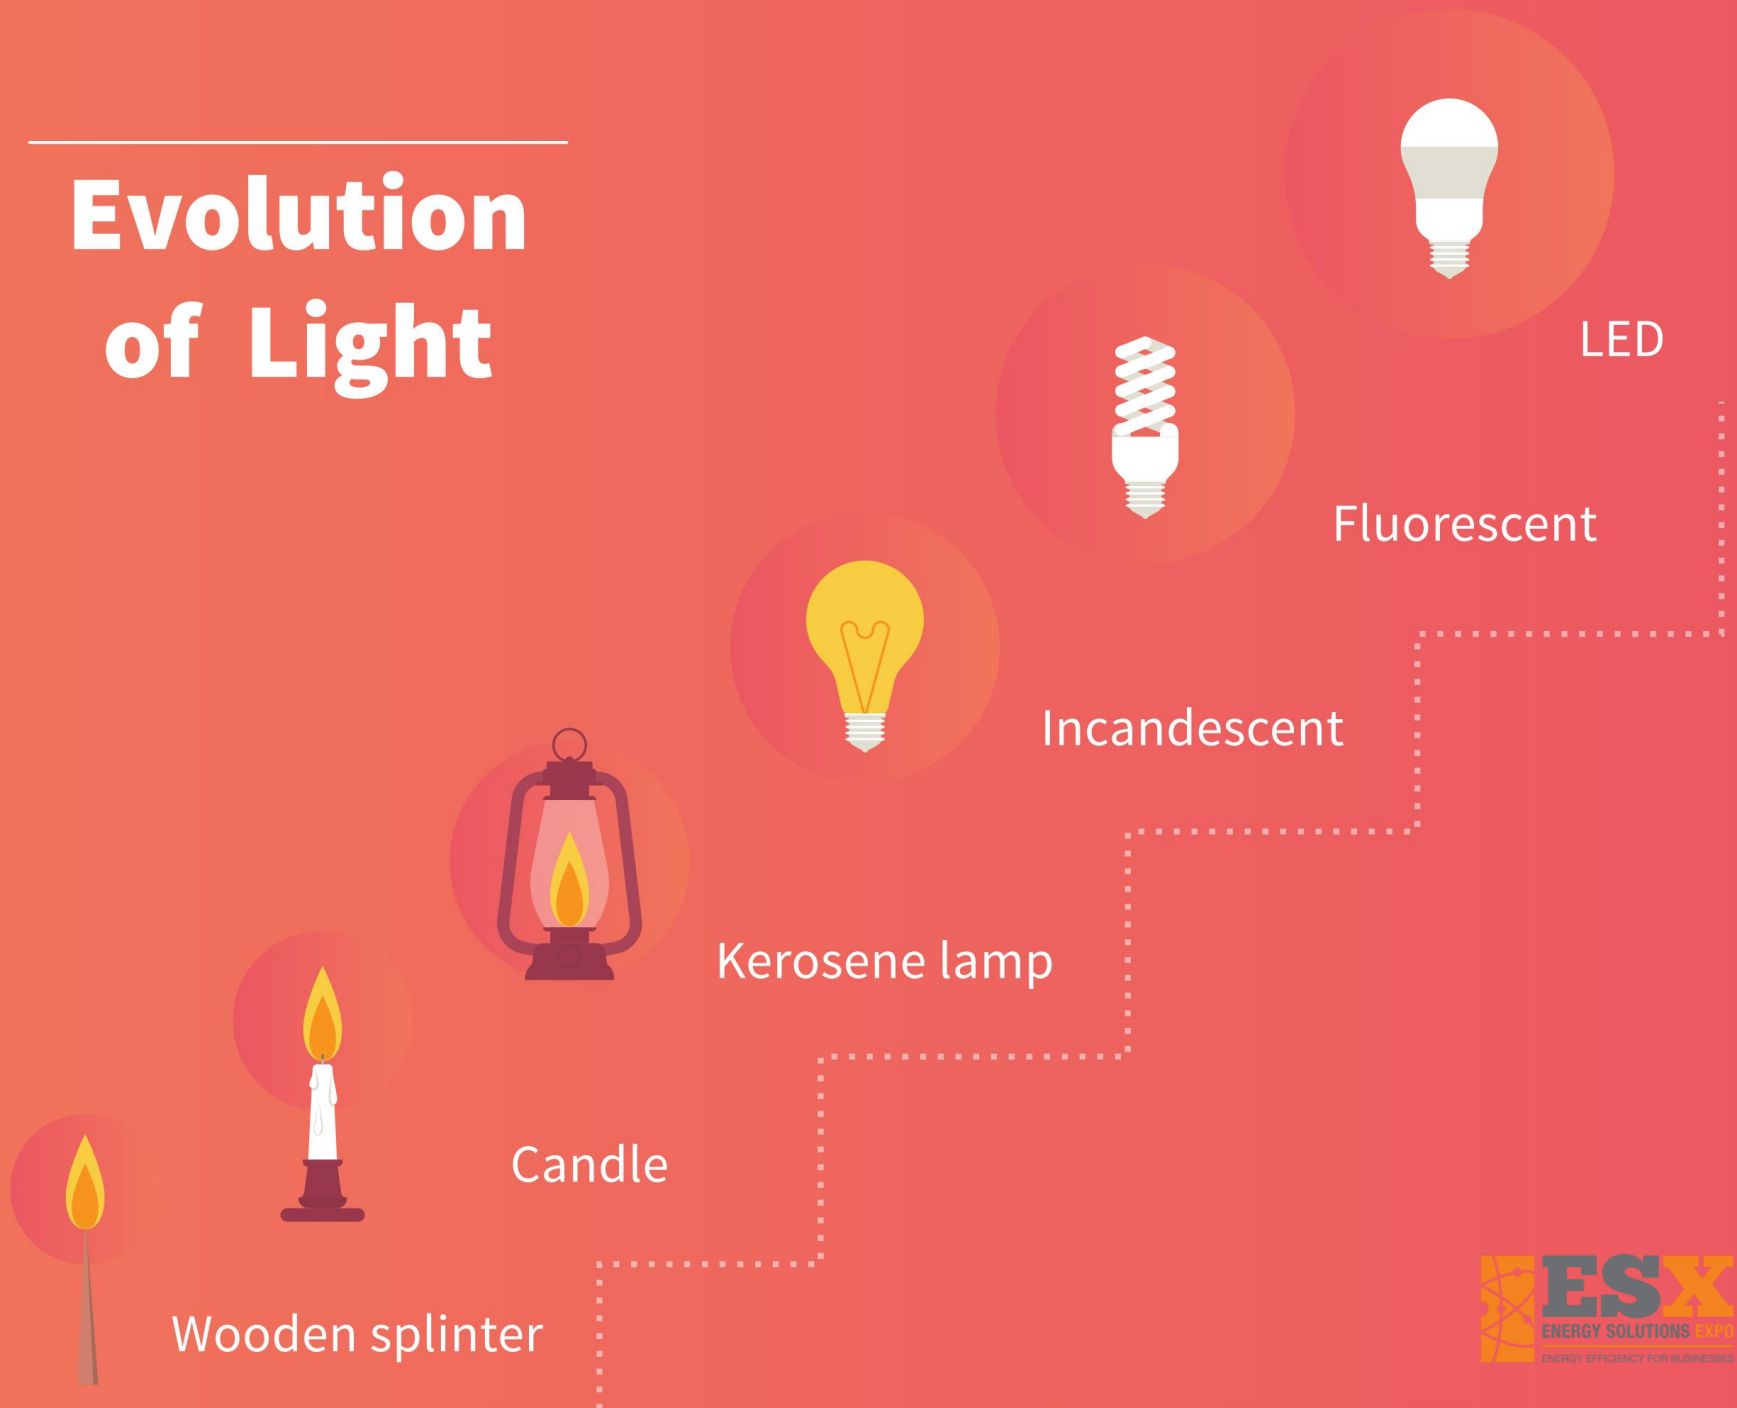 Evolution
of Light
LED
Fluorescent
Incandescent
Kerosene lamp
Candle
Wooden splinter
ESX
ENERGY SOLUTIONS EXPO
ENERGY EFFICIENCY FOR BUSINESSES